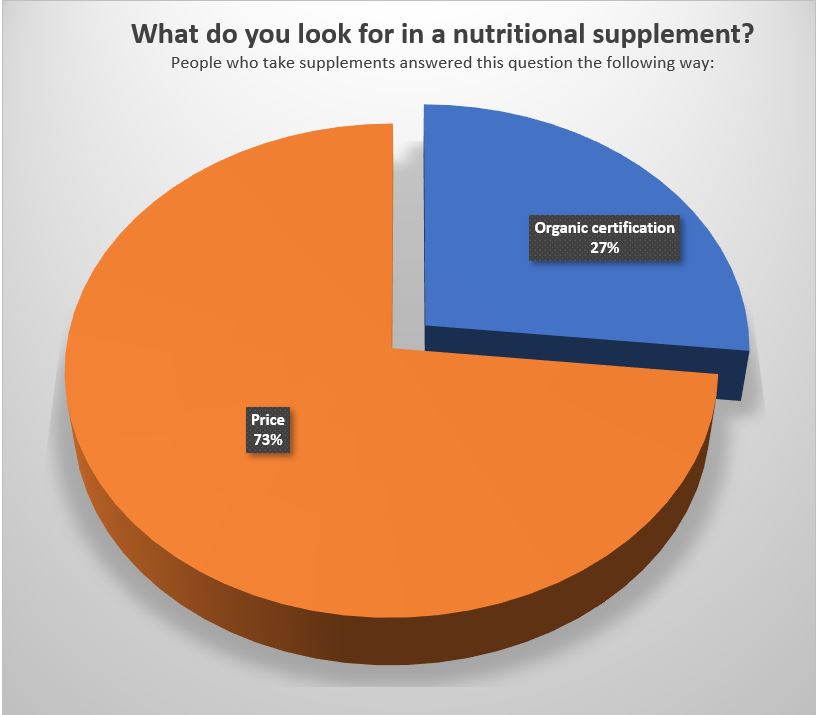 What do you look for in a nutritional supplement?
People who take supplements answered this question the following way:
Organic certification
27%
Price
73%